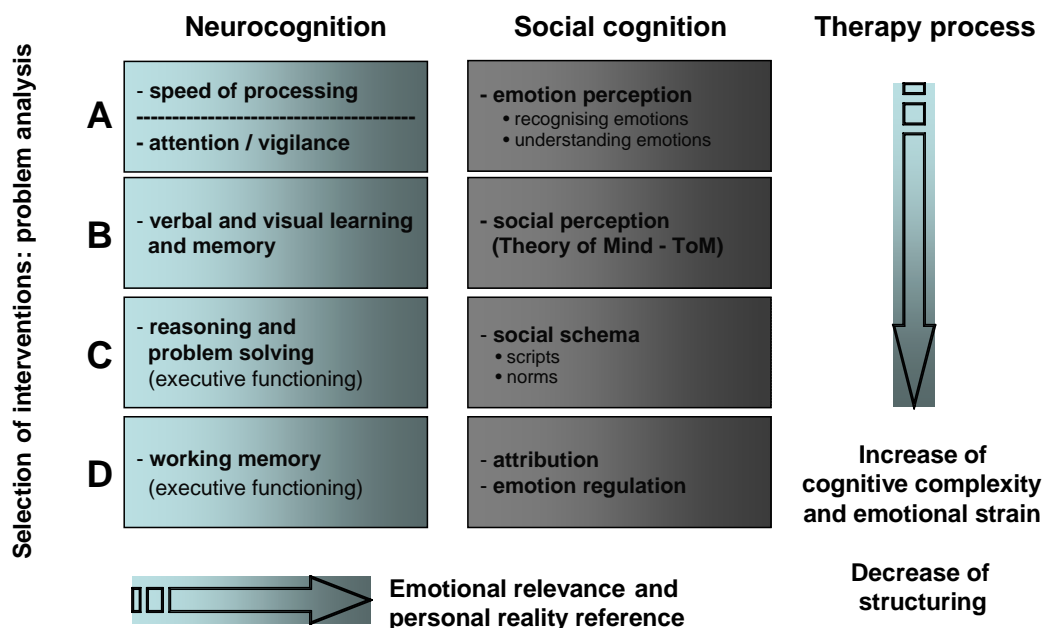 Selection of interventions: problem analysis
Neurocognition
Social cognition
Therapy process
A
- speed of processing
---------------------------------------
- attention / vigilance
- emotion perception
• recognising emotions
• understanding emotions
B
- verbal and visual learning
and memory
- social perception
(Theory of Mind - ToM)
C
- reasoning and
problem solving
(executive functioning)
- social schema
• scripts
• norms
D
- working memory
(executive functioning)
- attribution
- emotion regulation
Increase of
cognitive complexity
and emotional strain
Decrease of
structuring
Emotional relevance and
personal reality reference